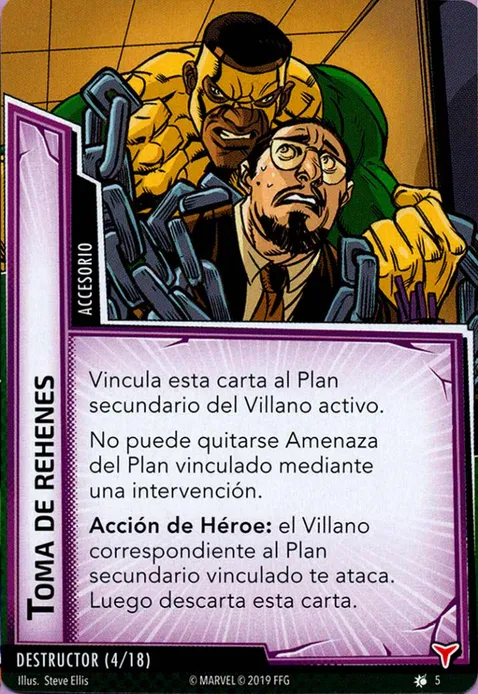 ACCESORIO
TOMA DE REHENES
Vincula esta carta al Plan
secundario del Villano activo.
No puede quitarse Amenaza
del Plan vinculado mediante
una intervención.
Acción de Héroe: el Villano
correspondiente al Plan
secundario vinculado te ataca.
Luego descarta esta carta.
DESTRUCTOR (4/18)
Illus. Steve Ellis
© MARVEL © 2019 FFG
5